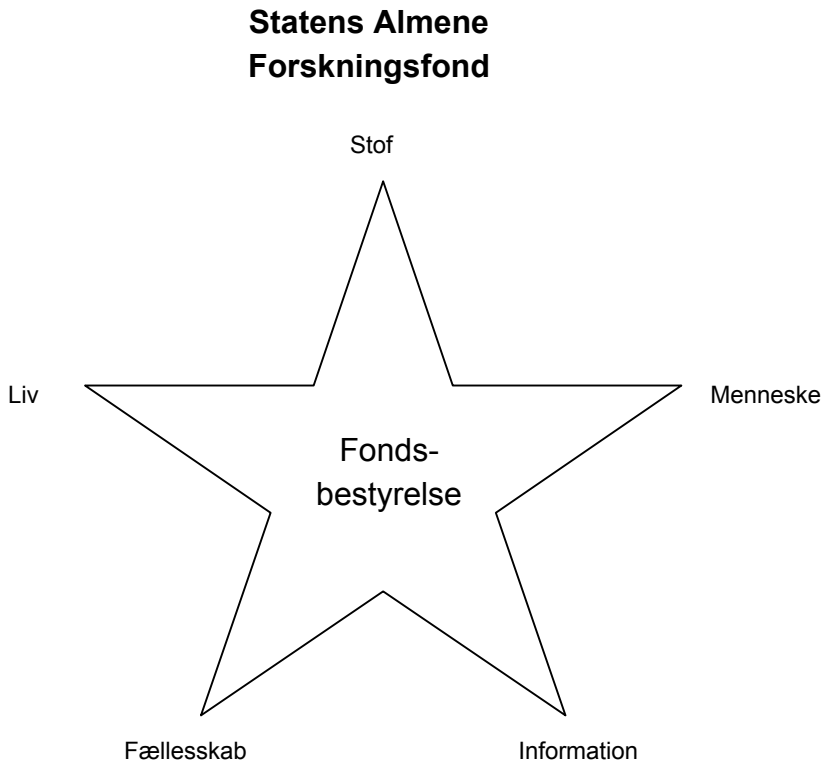 Statens Almene
Forskningsfond
Stof
Liv
Menneske
Fonds-
bestyrelse
Fællesskab
Information